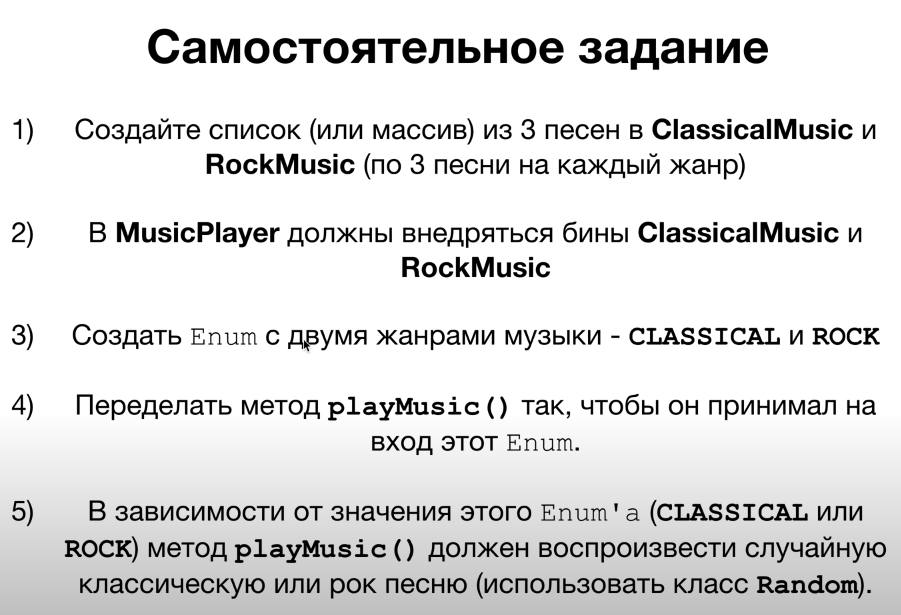 Самостоятельное задание
1) Создайте список (или массив) из 3 песен в ClassicalMusic и
RockMusic (по 3 песни на каждый жанр)
2) В MusicPlayer должны внедряться бины ClassicalMusic и
RockMusic
3) Создать Enum с двумя жанрами музыки - CLASSICAL и ROCK
4) Переделать метод playMusic() так, чтобы он принимал на
вход этот Enum.
5) В зависимости от значения этого Enum'a (CLASSICAL или
ROCK) метод playMusic() должен воспроизвести случайную
классическую или рок песню (использовать класс Random).